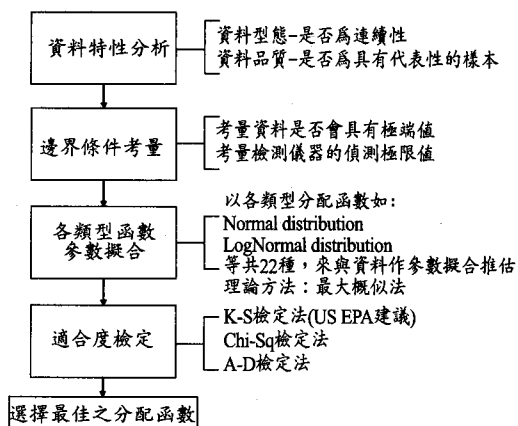 資料特性分析
資料型態-是否為連續性
資料品質-是否為具有代表性的樣本
邊界條件考量
考量資料是否會具有極端值
考量檢測儀器的偵測極限值
各類型函數
參數擬合
以各類型分配函數如:
Normal distribution
LogNormal distribution
等共22種,來與資料作參數擬合推估
理論方法:最大概似法
適合度檢定
K-S檢定法(US EPA建議)
Chi-Sq檢定法
A-D檢定法
選擇最佳之分配函數